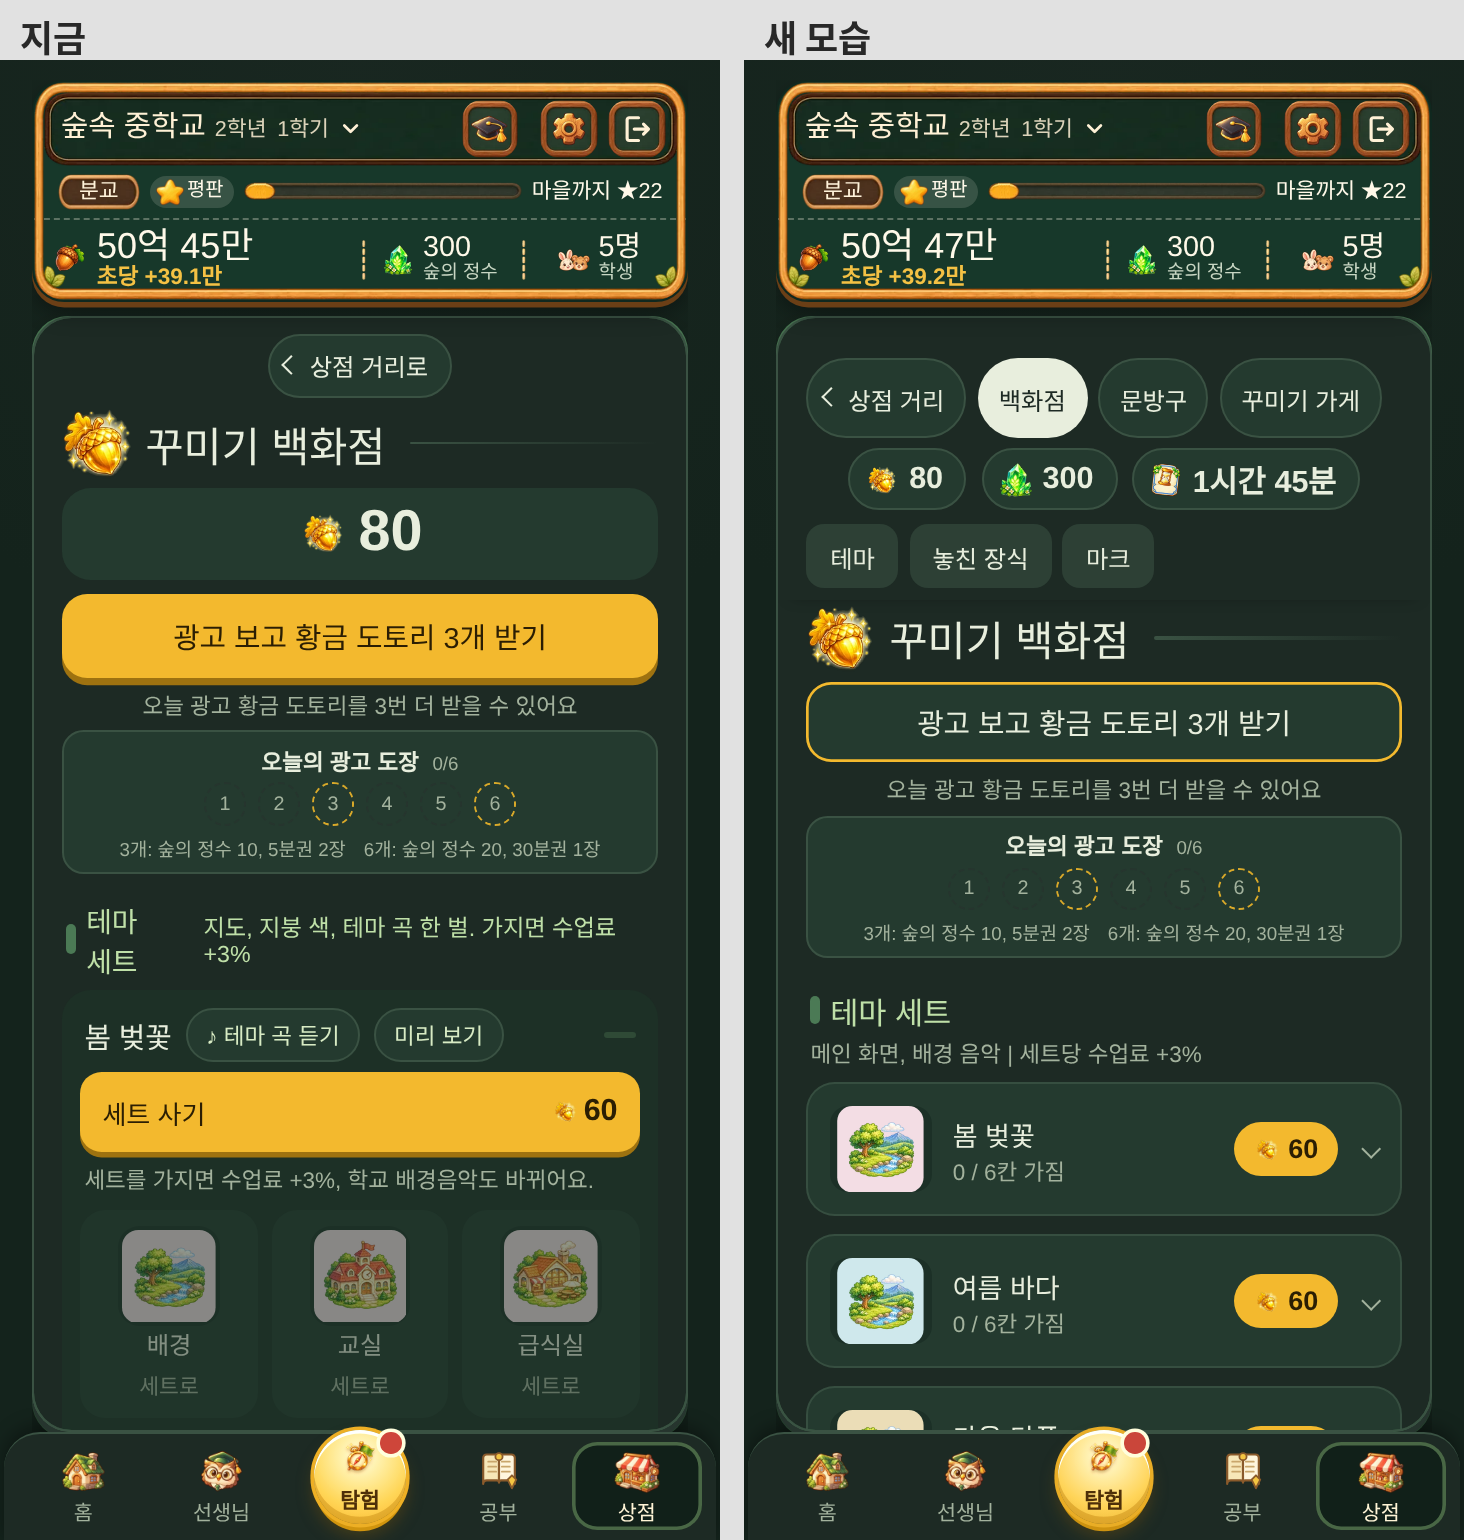 지금
숲속 중학교 2학년 1학기
분교 평판 마을까지 ★22
50억 45만 300 5명
초당 +39.1만 숲의 정수 학생
상점 거리로
꾸미기 백화점
80
광고 보고 황금 도토리 3개 받기
오늘 광고 황금 도토리를 3번 더 받을 수 있어요
오늘의 광고 도장 0/6
1 2 3 4 5 6
3개: 숲의 정수 10, 5분권 2장 6개: 숲의 정수 20, 30분권 1장
테마 세트
지도, 지붕 색, 테마 곡 한 벌. 가지면 수업료
+3%
봄 벚꽃 ♪ 테마 곡 듣기 미리 보기
세트 사기 60
세트를 가지면 수업료 +3%, 학교 배경음악도 바뀌어요.
배경 교실 급식실
세트로 세트로 세트로
홈 선생님 탐험 공부 상점
새 모습
숲속 중학교 2학년 1학기
분교 평판 마을까지 ★22
50억 47만 300 5명
초당 +39.2만 숲의 정수 학생
상점 거리 백화점 문방구 꾸미기 가게
80 300 1시간 45분
테마 놓친 장식 마크
꾸미기 백화점
광고 보고 황금 도토리 3개 받기
오늘 광고 황금 도토리를 3번 더 받을 수 있어요
오늘의 광고 도장 0/6
1 2 3 4 5 6
3개: 숲의 정수 10, 5분권 2장 6개: 숲의 정수 20, 30분권 1장
테마 세트
메인 화면, 배경 음악 | 세트당 수업료 +3%
봄 벚꽃 60
0 / 6칸 가짐
여름 바다 60
0 / 6칸 가짐
홈 선생님 탐험 공부 상점